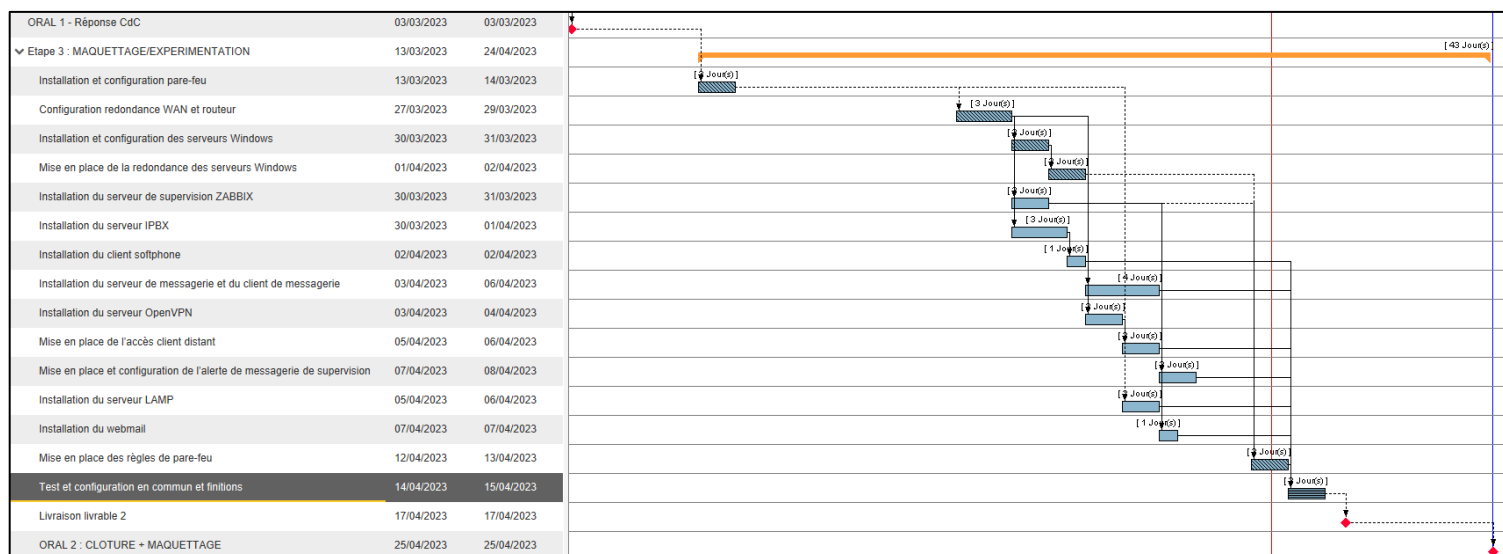 ORAL 1 - Réponse CdC 03/03/2023 03/03/2023
Etape 3 : MAQUETTAGE/EXPERIMENTATION 13/03/2023 24/04/2023 [ 43 Jour(s) ]
Installation et configuration pare-feu 13/03/2023 14/03/2023 Jour(s) ]
Configuration redondance WAN et routeur 27/03/2023 29/03/2023 [ 3 Jour(s) ]
Installation et configuration des serveurs Windows 30/03/2023 31/03/2023 Jour(s) ]
Mise en place de la redondance des serveurs Windows 01/04/2023 02/04/2023 Jour(s) ]
Installation du serveur de supervision ZABBIX 30/03/2023 31/03/2023 Jour(s) ]
Installation du serveur IPBX 30/03/2023 01/04/2023 [ 3 Jour(s) ]
Installation du client softphone 02/04/2023 02/04/2023 [ 1 Jour(s) ]
Installation du serveur de messagerie et du client de messagerie 03/04/2023 06/04/2023 [ 4 Jour(s) ]
Installation du serveur OpenVPN 03/04/2023 04/04/2023 Jour(s) ]
Mise en place de l'accès client distant 05/04/2023 06/04/2023 Jour(s) ]
Mise en place et configuration de l'alerte de messagerie de supervision 07/04/2023 08/04/2023 Jour(s) ]
Installation du serveur LAMP 05/04/2023 06/04/2023 Jour(s) ]
Installation du webmail 07/04/2023 07/04/2023 [ 1 Jour(s) ]
Mise en place des règles de pare-feu 12/04/2023 13/04/2023 Jour(s) ]
Test et configuration en commun et finitions 14/04/2023 15/04/2023 Jour(s) ]
Livraison livrable 2 17/04/2023 17/04/2023
ORAL 2 : CLOTURE + MAQUETTAGE 25/04/2023 25/04/2023